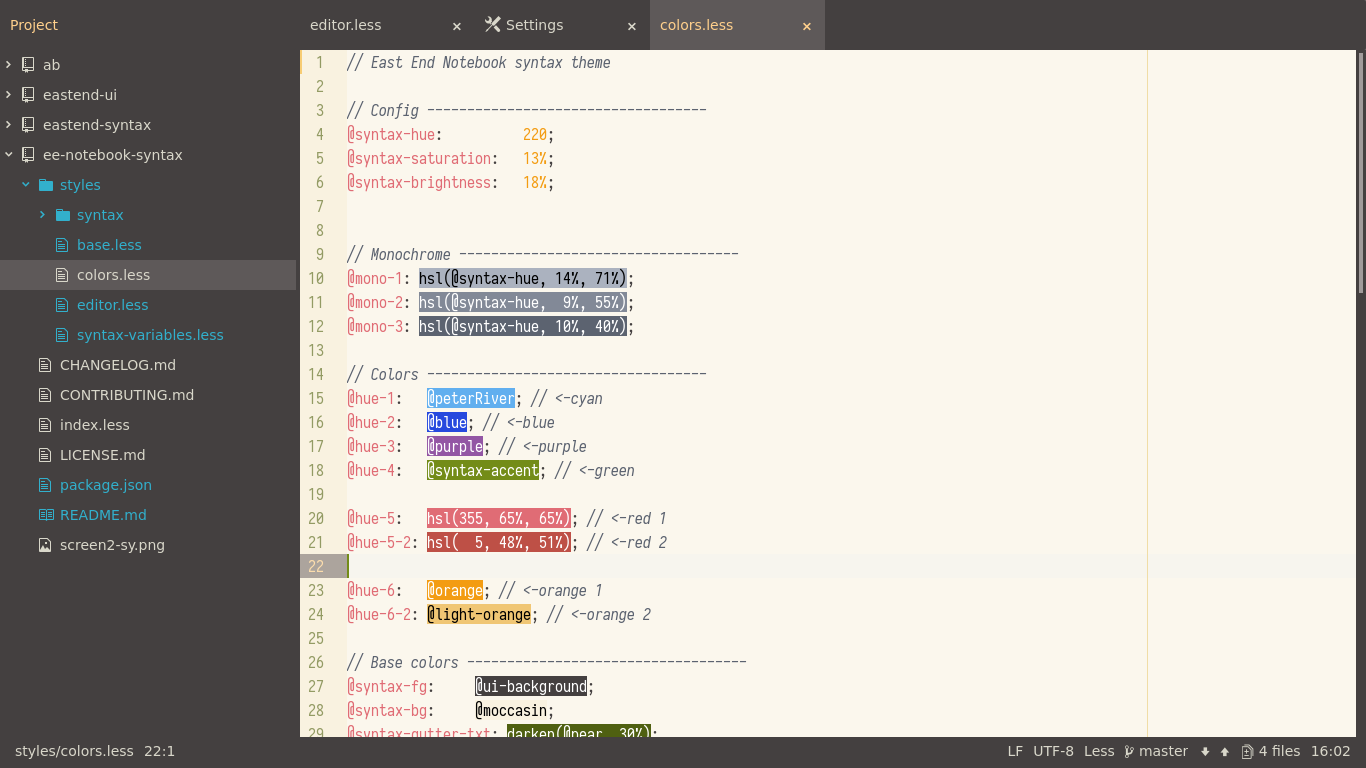 Project
editor.less
Settings
colors.less
ab
eastend-ui
eastend-syntax
ee-notebook-syntax
styles
syntax
base.less
colors.less
editor.less
syntax-variables.less
CHANGELOG.md
CONTRIBUTING.md
index.less
LICENSE.md
package.json
README.md
screen2-sy.png
1 // East End Notebook syntax theme
2
3 // Config -----------------------------------
4 @syntax-hue:          220;
5 @syntax-saturation:   13%;
6 @syntax-brightness:   18%;
7
8
9 // Monochrome -----------------------------------
10 @mono-1: hsl(@syntax-hue, 14%, 71%);
11 @mono-2: hsl(@syntax-hue,  9%, 55%);
12 @mono-3: hsl(@syntax-hue, 10%, 40%);
13
14 // Colors -----------------------------------
15 @hue-1:   @peterRiver; // <-cyan
16 @hue-2:   @blue; // <-blue
17 @hue-3:   @purple; // <-purple
18 @hue-4:   @syntax-accent; // <-green
19
20 @hue-5:   hsl(355, 65%, 65%); // <-red 1
21 @hue-5-2: hsl(  5, 48%, 51%); // <-red 2
22
23 @hue-6:   @orange; // <-orange 1
24 @hue-6-2: @light-orange; // <-orange 2
25
26 // Base colors -----------------------------------
27 @syntax-fg:     @ui-background;
28 @syntax-bg:     @moccasin;
29 @syntax-gutter-txt: darken(@pear, 30%);
styles/colors.less 22:1
LF UTF-8 Less master 4 files 16:02